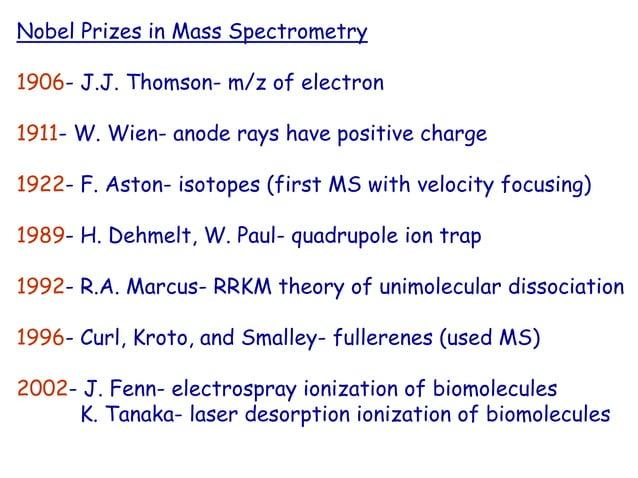 Nobel Prizes in Mass Spectrometry
1906- J.J. Thomson- m/z of electron
1911- W. Wien- anode rays have positive charge
1922- F. Aston- isotopes (first MS with velocity focusing)
1989- H. Dehmelt, W. Paul- quadrupole ion trap
1992- R.A. Marcus- RRKM theory of unimolecular dissociation
1996- Curl, Kroto, and Smalley- fullerenes (used MS)
2002- J. Fenn- electrospray ionization of biomolecules
K. Tanaka- laser desorption ionization of biomolecules